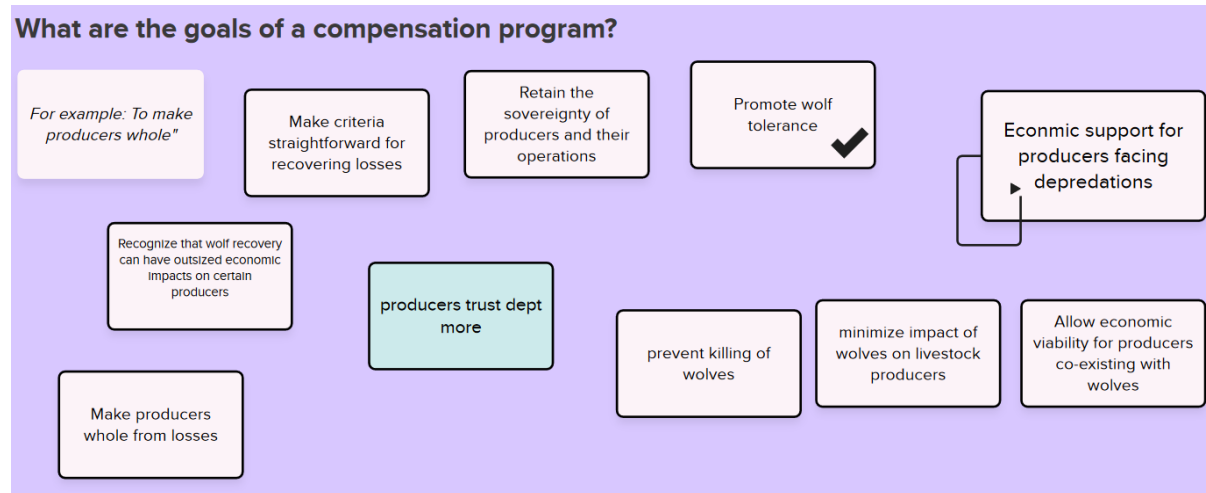 What are the goals of a compensation program?
For example: To make
producers whole"
Make criteria
straightforward for
recovering losses
Retain the
sovereignty of
producers and their
operations
Promote wolf
tolerance
Econmic support for
producers facing
depredations
Recognize that wolf recovery
can have outsized economic
impacts on certain
producers
producers trust dept
more
prevent killing of
wolves
minimize impact of
wolves on livestock
producers
Allow economic
viability for producers
co-existing with
wolves
Make producers
whole from losses